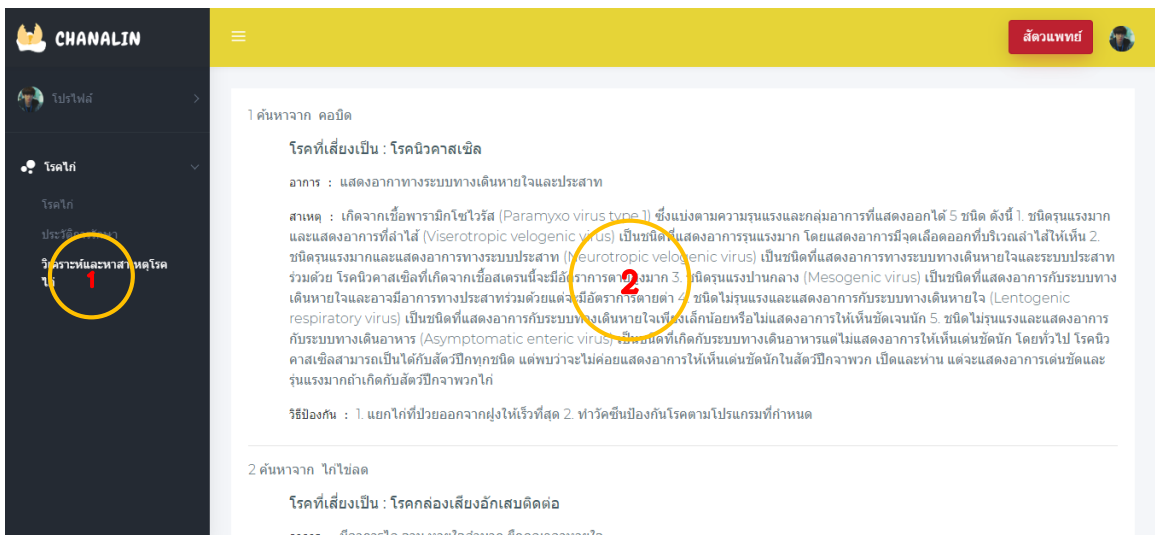 CHANALIN
สัตวแพทย์
โปรไฟล์
โรคไก่
โรคไก่
ประวัติการรักษา
วิเคราะห์และหาสาเหตุโรค
ไก่
1
1 ค้นหาจาก คอบิด
โรคที่เสี่ยงเป็น : โรคนิวคาสเซิล
อาการ : แสดงอาการทางระบบทางเดินหายใจและประสาท
สาเหตุ : เกิดจากเชื้อพารามิกโซไวรัส (Paramyxo virus type 1) ซึ่งแบ่งตามความรุนแรงและกลุ่มอาการที่แสดงออกได้ 5 ชนิด ดังนี้ 1. ชนิดรุนแรงมาก
และแสดงอาการที่ลำไส้ (Viserotropic velogenic virus) เป็นชนิดที่แสดงอาการรุนแรงมาก โดยแสดงอาการมีจุดเลือดออกที่บริเวณลำไส้ให้เห็น 2.
ชนิดรุนแรงมากและแสดงอาการทางระบบประสาท (Neurotropic velogenic virus) เป็นชนิดที่แสดงอาการทางระบบทางเดินหายใจและระบบประสาท
ร่วมด้วย โรคนิวคาสเซิลที่เกิดจากเชื้อสเตรนนี้จะมีอัตราการตายสูงมาก 3. ชนิดรุนแรงปานกลาง (Mesogenic virus) เป็นชนิดที่แสดงอาการกับระบบทาง
เดินหายใจและอาจมีอาการทางประสาทร่วมด้วยแต่จะมีอัตราการตายต่ำ 4. ชนิดไม่รุนแรงและแสดงอาการกับระบบทางเดินหายใจ (Lentogenic
respiratory virus) เป็นชนิดที่แสดงอาการกับระบบทางเดินหายใจเพียงเล็กน้อยหรือไม่แสดงอาการให้เห็นชัดเจนนัก 5. ชนิดไม่รุนแรงและแสดงอาการ
กับระบบทางเดินอาหาร (Asymptomatic enteric virus) เป็นชนิดที่เกิดกับระบบทางเดินอาหารแต่ไม่แสดงอาการให้เห็นเด่นชัดนัก โดยทั่วไป โรคนิว
คาสเซิลสามารถเป็นได้กับสัตว์ปีกทุกชนิด แต่พบว่าจะไม่ค่อยแสดงอาการให้เห็นเด่นชัดนักในสัตว์ปีกจาพวก เป็ดและห่าน แต่จะแสดงอาการเด่นชัดและ
รุ่นแรงมากถ้าเกิดกับสัตว์ปีกจาพวกไก่
2
วิธีป้องกัน : 1. แยกไก่ที่ป่วยออกจากฝูงให้เร็วที่สุด 2. ทำวัคซีนป้องกันโรคตามโปรแกรมที่กำหนด
2 ค้นหาจาก ไก่ไข่ลด
โรคที่เสี่ยงเป็น : โรคกล่องเสียงอักเสบติดต่อ